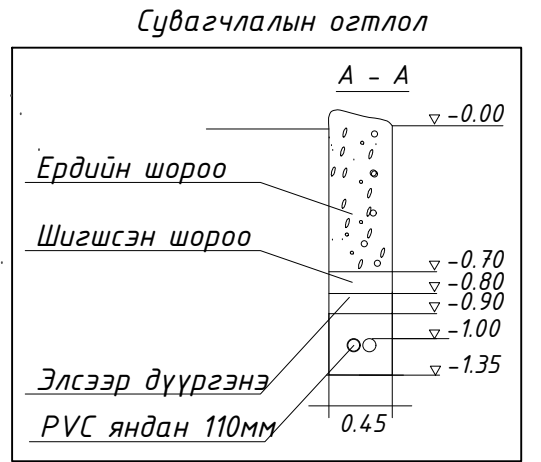 Сувагчлалын огтлол
А - А
-0.00
Ердийн шороо
Шигшсэн шороо
-0.70
-0.80
-0.90
-1.00
-1.35
Элсээр дүүргэнэ
PVC яндан 110мм
0.45